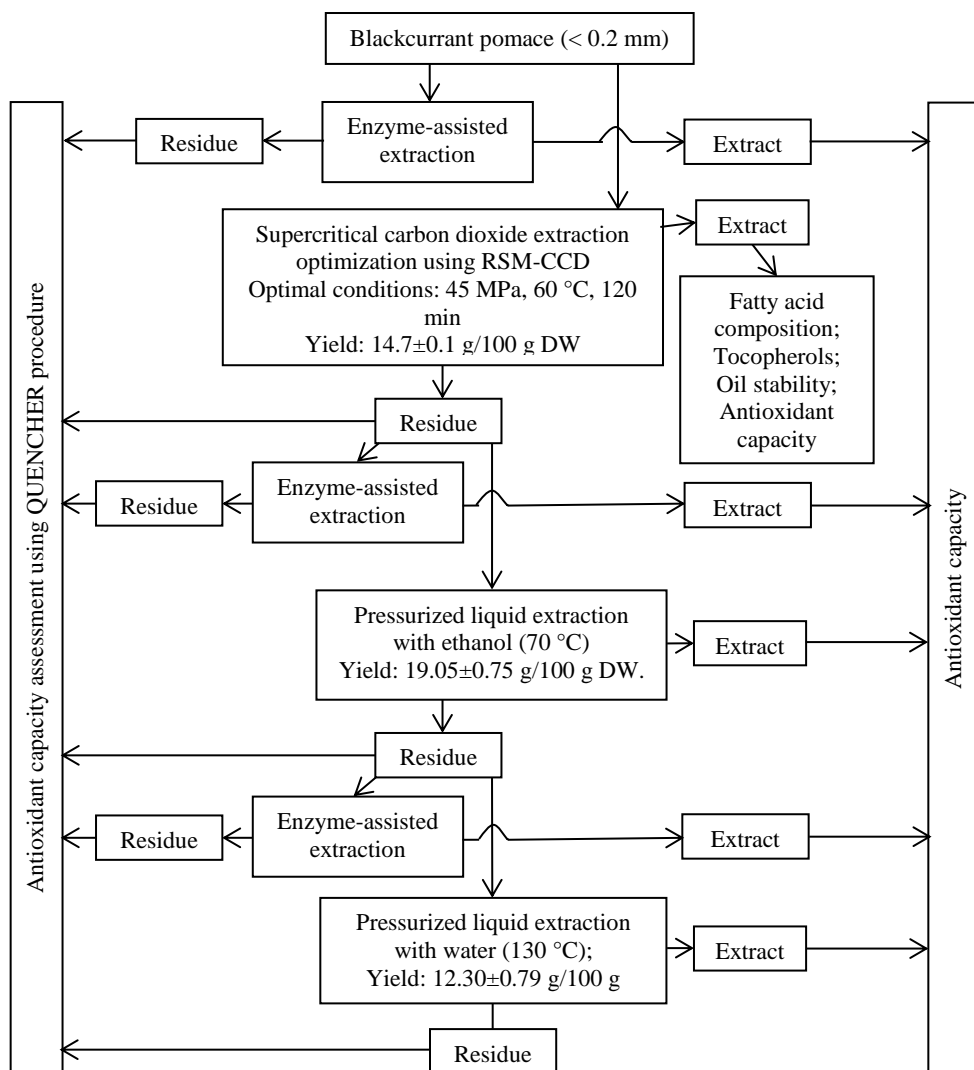 Blackcurrant pomace (< 0.2 mm)
Residue
Enzyme-assisted
extraction
Extract
Supercritical carbon dioxide extraction
optimization using RSM-CCD
Optimal conditions: 45 MPa, 60 °C, 120
min
Yield: 14.7±0.1 g/100 g DW
Extract
Fatty acid
composition;
Tocopherols;
Oil stability;
Antioxidant
capacity
Residue
Residue
Enzyme-assisted
extraction
Extract
Pressurized liquid extraction
with ethanol (70 °C)
Yield: 19.05±0.75 g/100 g DW.
Extract
Residue
Residue
Enzyme-assisted
extraction
Extract
Pressurized liquid extraction
with water (130 °C);
Yield: 12.30±0.79 g/100 g
Extract
Residue
Antioxidant capacity assessment using QUENCHER procedure
Antioxidant capacity